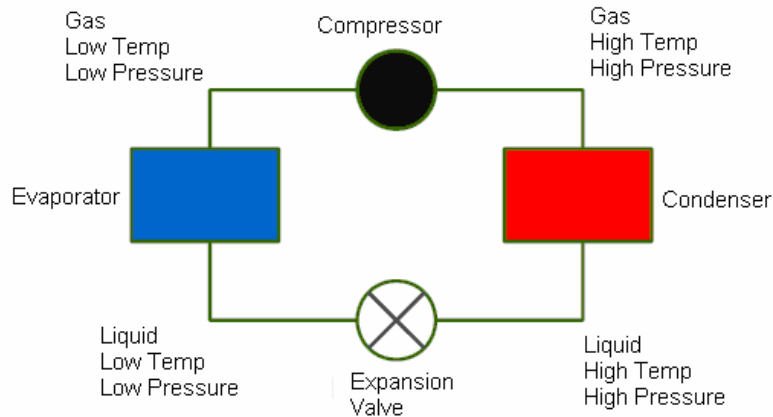 Gas
Low Temp
Low Pressure
Compressor
Gas
High Temp
High Pressure
Evaporator
Condenser
Liquid
Low Temp
Low Pressure
Expansion
Valve
Liquid
High Temp
High Pressure